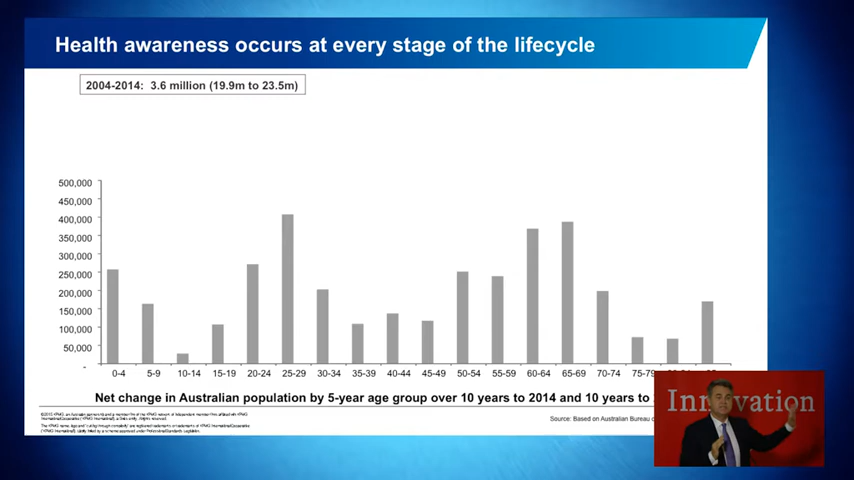 Health awareness occurs at every stage of the lifecycle
2004-2014: 3.6 million (19.9m to 23.5m)
500,000
450,000
400,000
350,000
300,000
250,000
200,000
150,000
100,000
50,000
-
0-4 5-9 10-14 15-19 20-24 25-29 30-34 35-39 40-44 45-49 50-54 55-59 60-64 65-69 70-74 75-79
Net change in Australian population by 5-year age group over 10 years to 2014 and 10 years to
Source: Based on Australian Bureau
Innovation